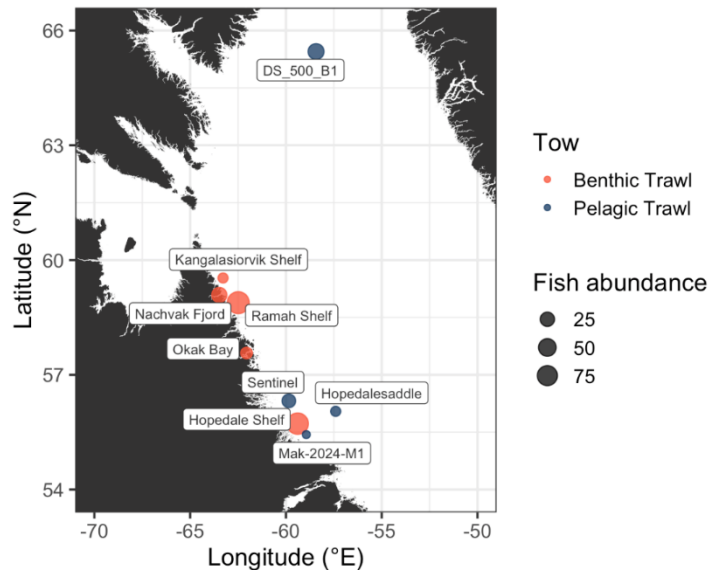 66
63
60
57
54
Latitude (°N)
DS_500_B1
Kangalasiorvik Shelf
Nachvak Fjord
Ramah Shelf
Okak Bay
Sentinel
Hopedalesaddle
Hopedale Shelf
Mak-2024-M1
-70
-65
-60
-55
-50
Longitude (°E)
Tow
Benthic Trawl
Pelagic Trawl
Fish abundance
25
50
75